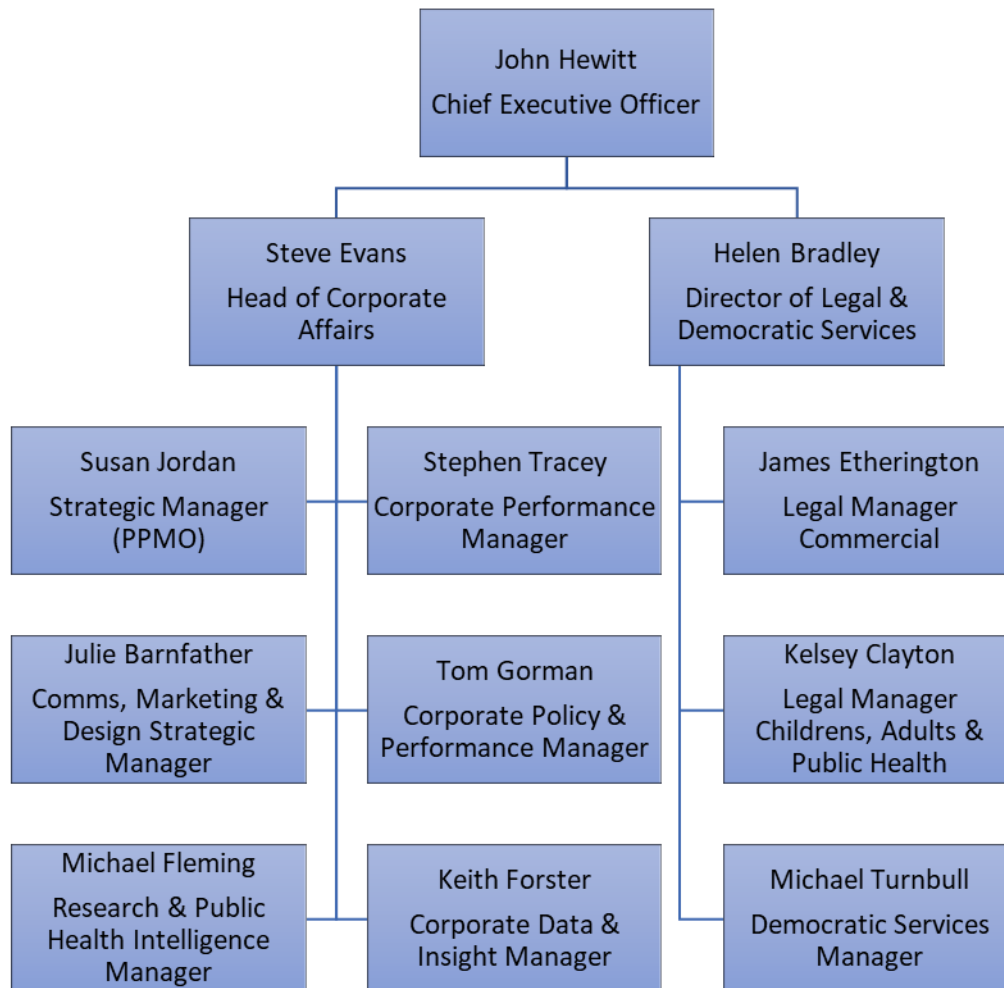 John Hewitt
Chief Executive Officer
Steve Evans
Head of Corporate
Affairs
Helen Bradley
Director of Legal &
Democratic Services
Susan Jordan
Strategic Manager
(PPMO)
Stephen Tracey
Corporate Performance
Manager
James Etherington
Legal Manager
Commercial
Julie Barnfather
Comms, Marketing &
Design Strategic
Manager
Tom Gorman
Corporate Policy &
Performance Manager
Kelsey Clayton
Legal Manager
Childrens, Adults &
Public Health
Michael Fleming
Research & Public
Health Intelligence
Manager
Keith Forster
Corporate Data &
Insight Manager
Michael Turnbull
Democratic Services
Manager